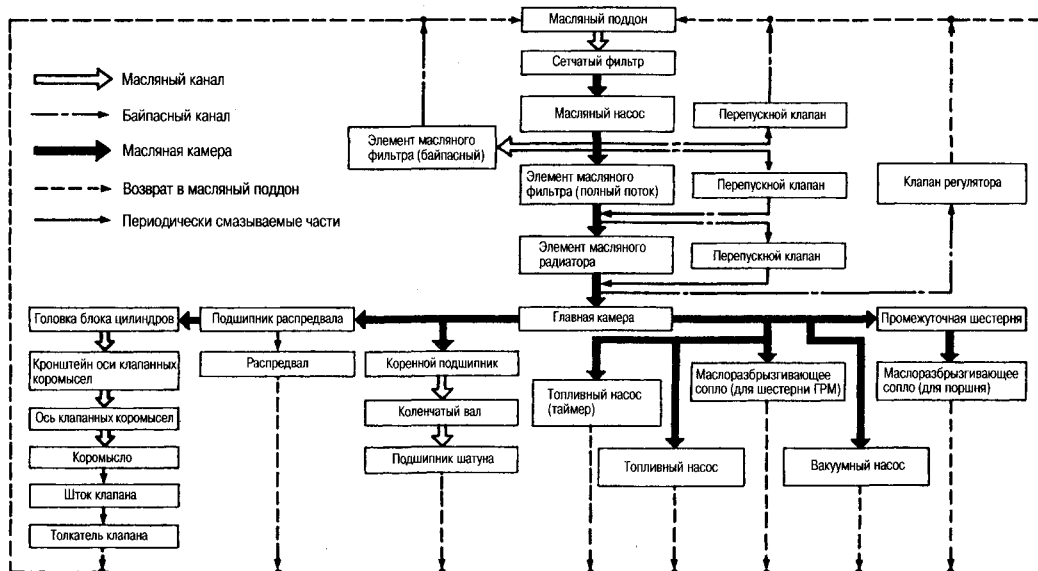 Масляный поддон
Сетчатый фильтр
Масляный канал
Байпасный канал
Масляный насос
Перепускной клапан
Элемент масляного
фильтра (байпасный)
Масляная камера
Элемент масляного
фильтра (полный поток)
Перепускной клапан
Клапан регулятора
Возврат в масляный поддон
Периодически смазываемые части
Элемент масляного
радиатора
Перепускной клапан
Головка блока цилиндров
Подшипник распредвала
Главная камера
Промежуточная шестерня
Кронштейн оси клапанных
коромысел
Распредвал
Коренной подшипник
Топливный насос
(таймер)
Маслоразбрызгивающее
сопло (для шестерни ГРМ)
Маслоразбрызгивающее
сопло (для поршня)
Ось клапанных коромысел
Коленчатый вал
Коромысло
Подшипник шатуна
Топливный насос
Вакуумный насос
Шток клапана
Толкатель клапана